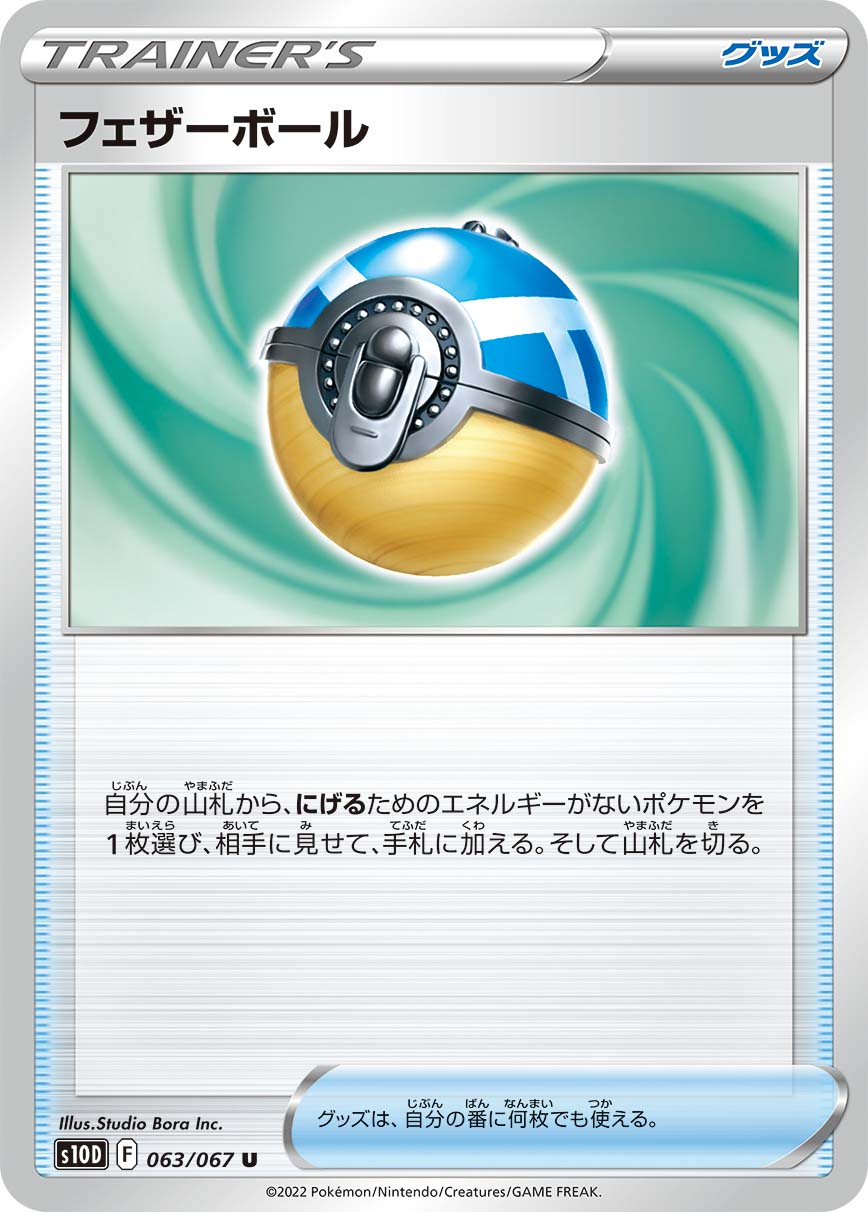 TRAINER'S グッズ
フェザーボール
じぶん やまふだ
自分の山札から、にげるためのエネルギーがないポケモンを
まいえら あいて み てふだ くわ やまふだ き
1枚選び、相手に見せて、手札に加える。そして山札を切る。
じぶん ばん なんまい つか
グッズは、自分の番に何枚でも使える。
Illus.Studio Bora Inc.
s10D F 063/067 U
©2022 Pokémon/Nintendo/Creatures/GAME FREAK.